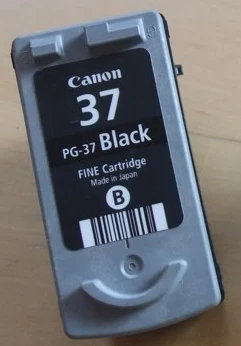 Canon
37
PG-37 Black
FINE Cartridge
Made in Japan
B